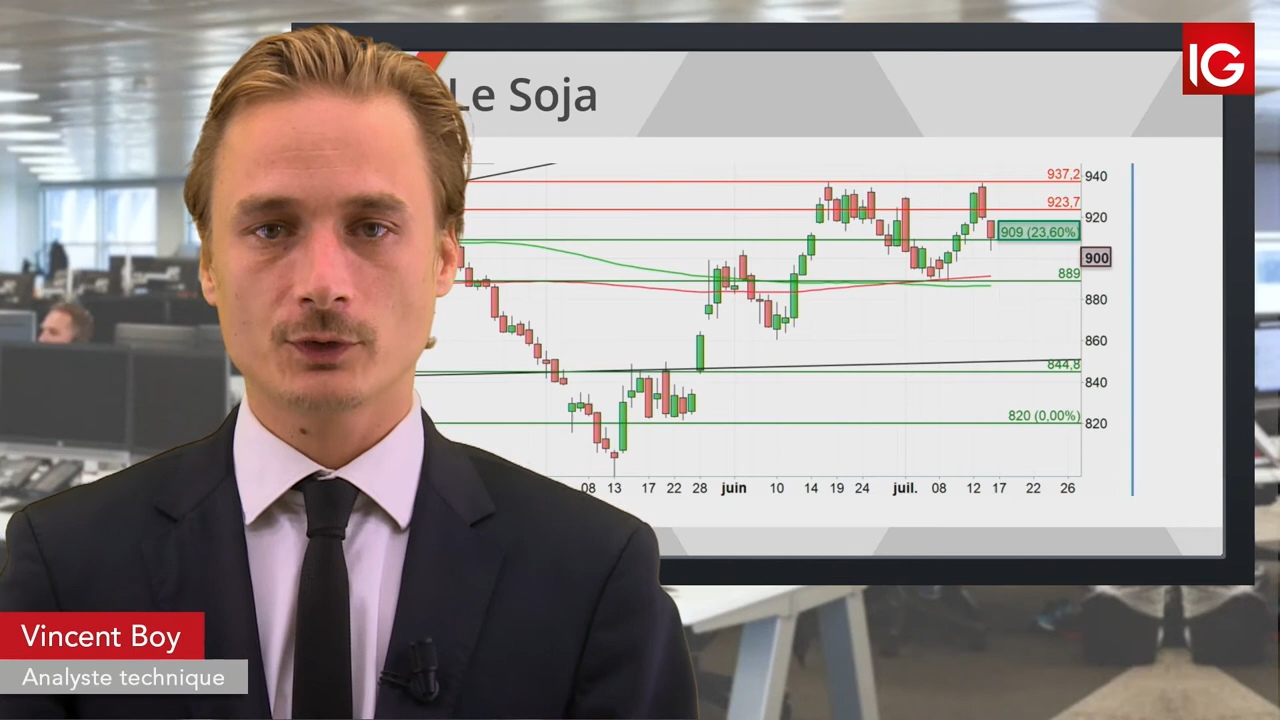 IG
Le Soja
937,2
940
923,7
920
909 (23,60%)
900
889
880
860
844,8
840
820 (0,00%)
820
08 13 17 22 28 juin 10 14 19 24 juil. 08 12 17 22 26
Vincent Boy
Analyste technique